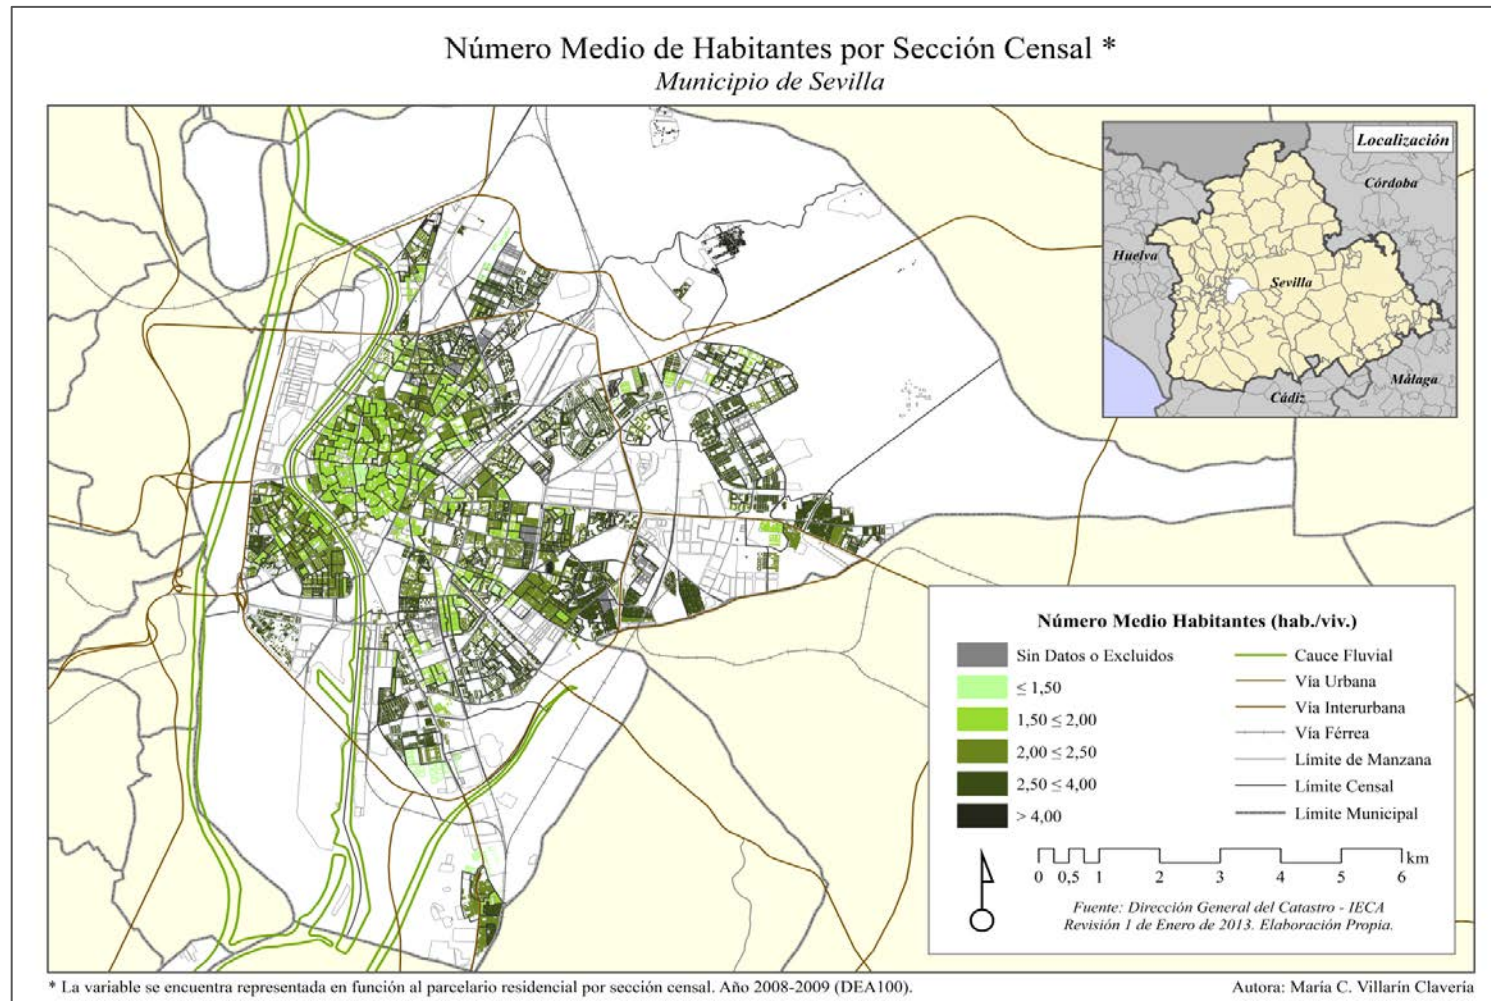 Número Medio de Habitantes por Sección Censal *
Municipio de Sevilla
Localización
Córdoba
Huelva
Sevilla
Málaga
Cádiz
Número Medio Habitantes (hab./viv.)
Sin Datos o Excluidos
≤ 1,50
1,50 ≤ 2,00
2,00 ≤ 2,50
2,50 ≤ 4,00
> 4,00
Cauce Fluvial
Vía Urbana
Vía Interurbana
Vía Férrea
Límite de Manzana
Límite Censal
Límite Municipal
km
0 0,5 1 2 3 4 5 6
Fuente: Dirección General del Catastro - IECA
Revisión 1 de Enero de 2013. Elaboración Propia.
* La variable se encuentra representada en función al parcelario residencial por sección censal. Año 2008-2009 (DEA100).
Autora: María C. Villarín Clavería